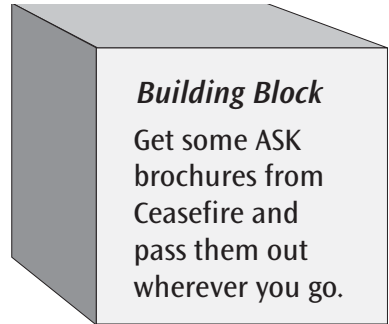 Building Block
Get some ASK
brochures from
Ceasefire and
pass them out
wherever you go.